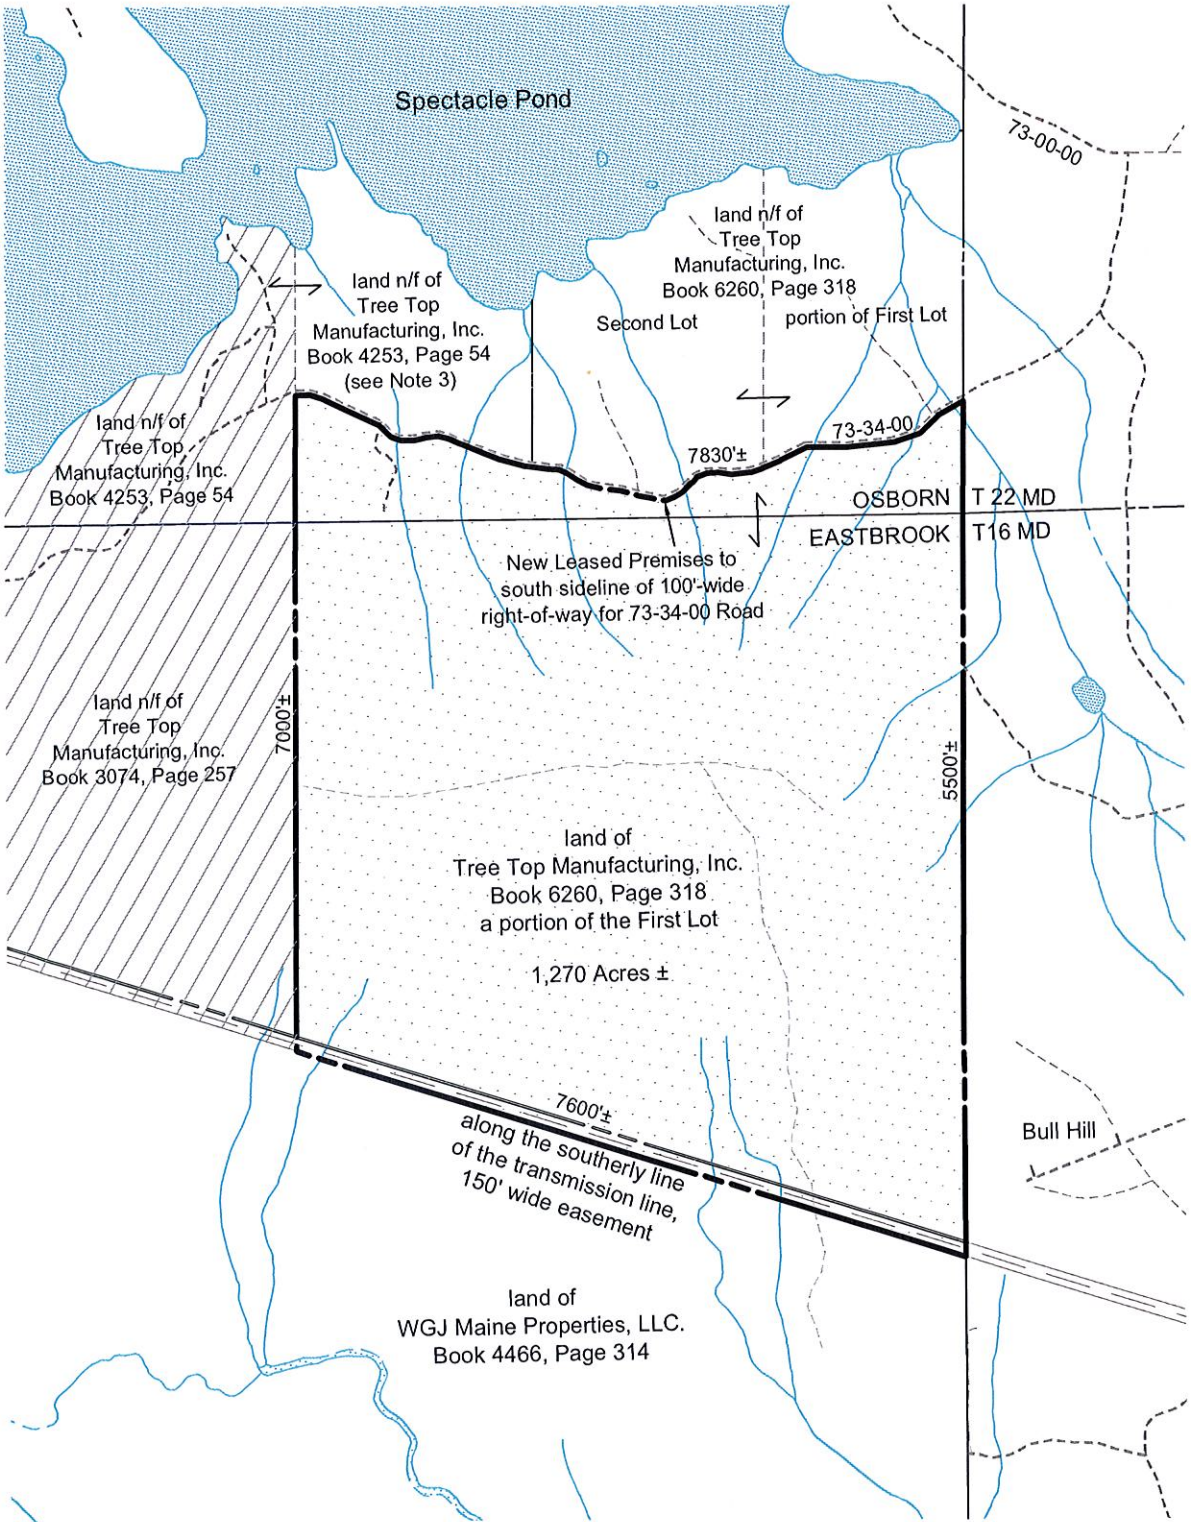 Spectacle Pond
73-00-00
land n/f of
Tree Top
Manufacturing, Inc.
Book 6260, Page 318
Second Lot
portion of First Lot
land n/f of
Tree Top
Manufacturing, Inc.
Book 4253, Page 54
(see Note 3)
land n/f of
Tree Top
Manufacturing, Inc.
Book 4253, Page 54
73-34-00
7830'±
OSBORN
T 22 MD
EASTBROOK
T16 MD
New Leased Premises to
south sideline of 100'-wide
right-of-way for 73-34-00 Road
land n/f of
Tree Top
Manufacturing, Inc.
Book 3074, Page 257
7000'±
5500'±
land of
Tree Top Manufacturing, Inc.
Book 6260, Page 318
a portion of the First Lot
1,270 Acres ±
7600'±
along the southerly line
of the transmission line,
150' wide easement
Bull Hill
land of
WGJ Maine Properties, LLC.
Book 4466, Page 314